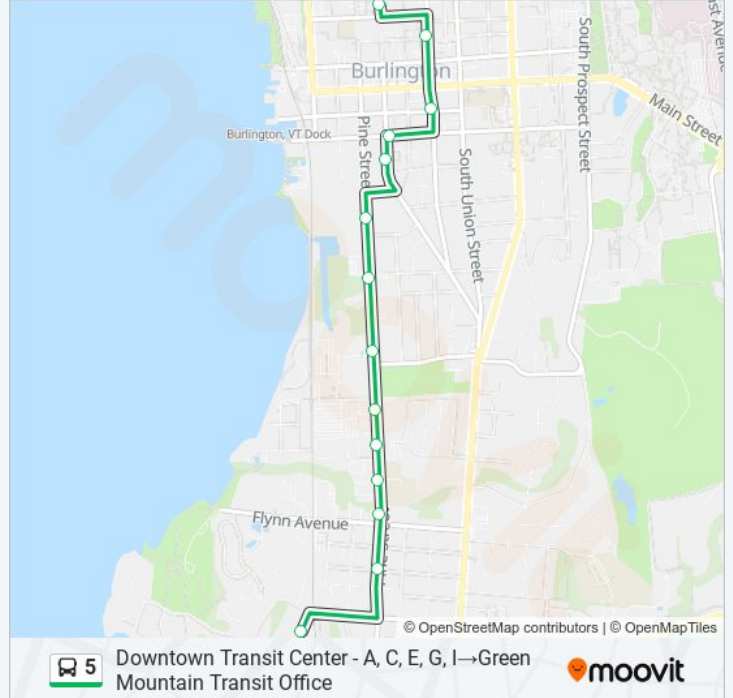 Burlington
South Prospect Street
Main Street
Burlington, VT Dock
Pine Street
South Union Street
Flynn Avenue
© OpenStreetMap contributors | © OpenMapTiles
5
Downtown Transit Center - A, C, E, G, I→Green
Mountain Transit Office
moovit